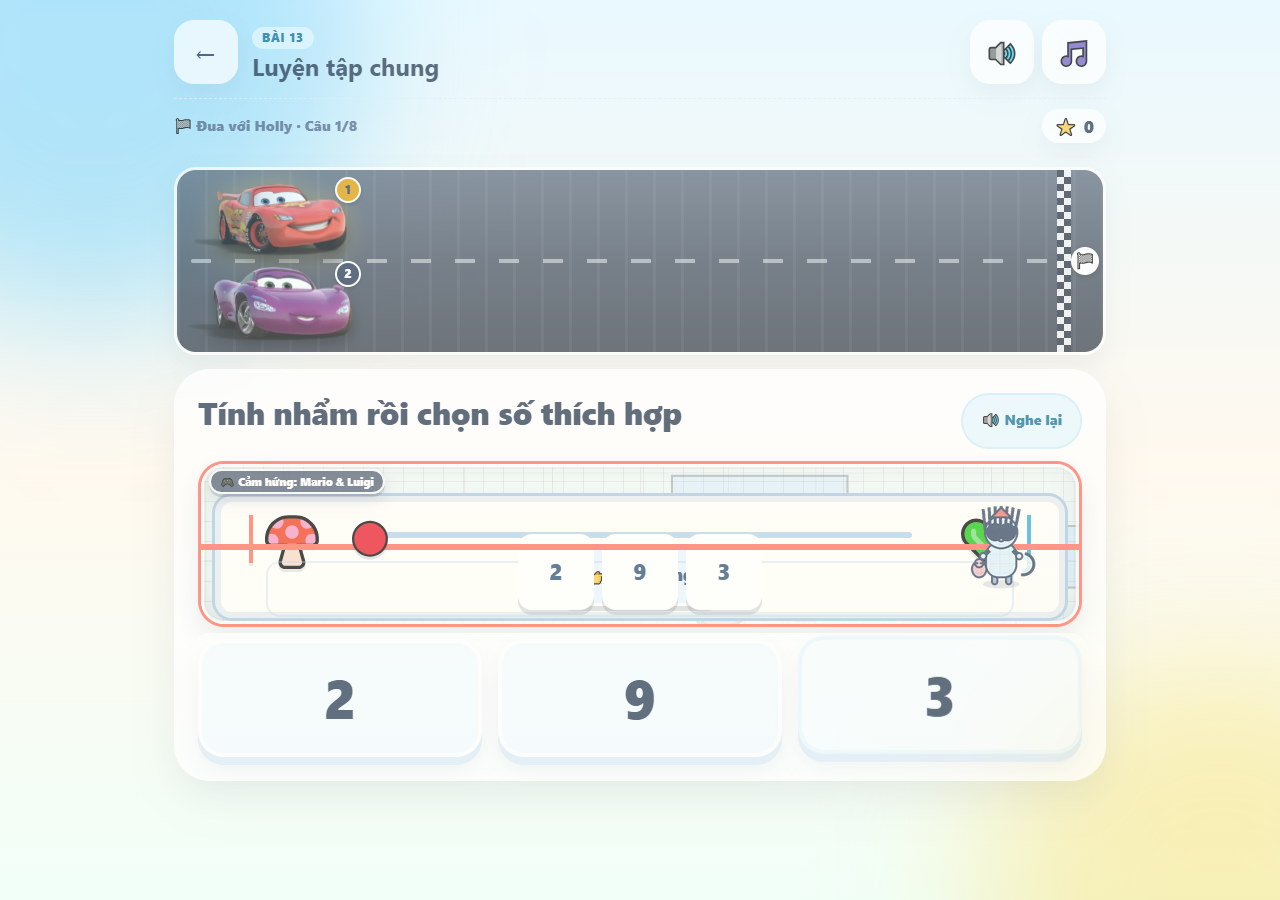 ←
BÀI 13
Luyện tập chung
Đua với Holly · Câu 1/8
0
1
2
Tính nhẩm rồi chọn số thích hợp
Nghe lại
Cảm hứng: Mario & Luigi
2 9 3
2 9 3